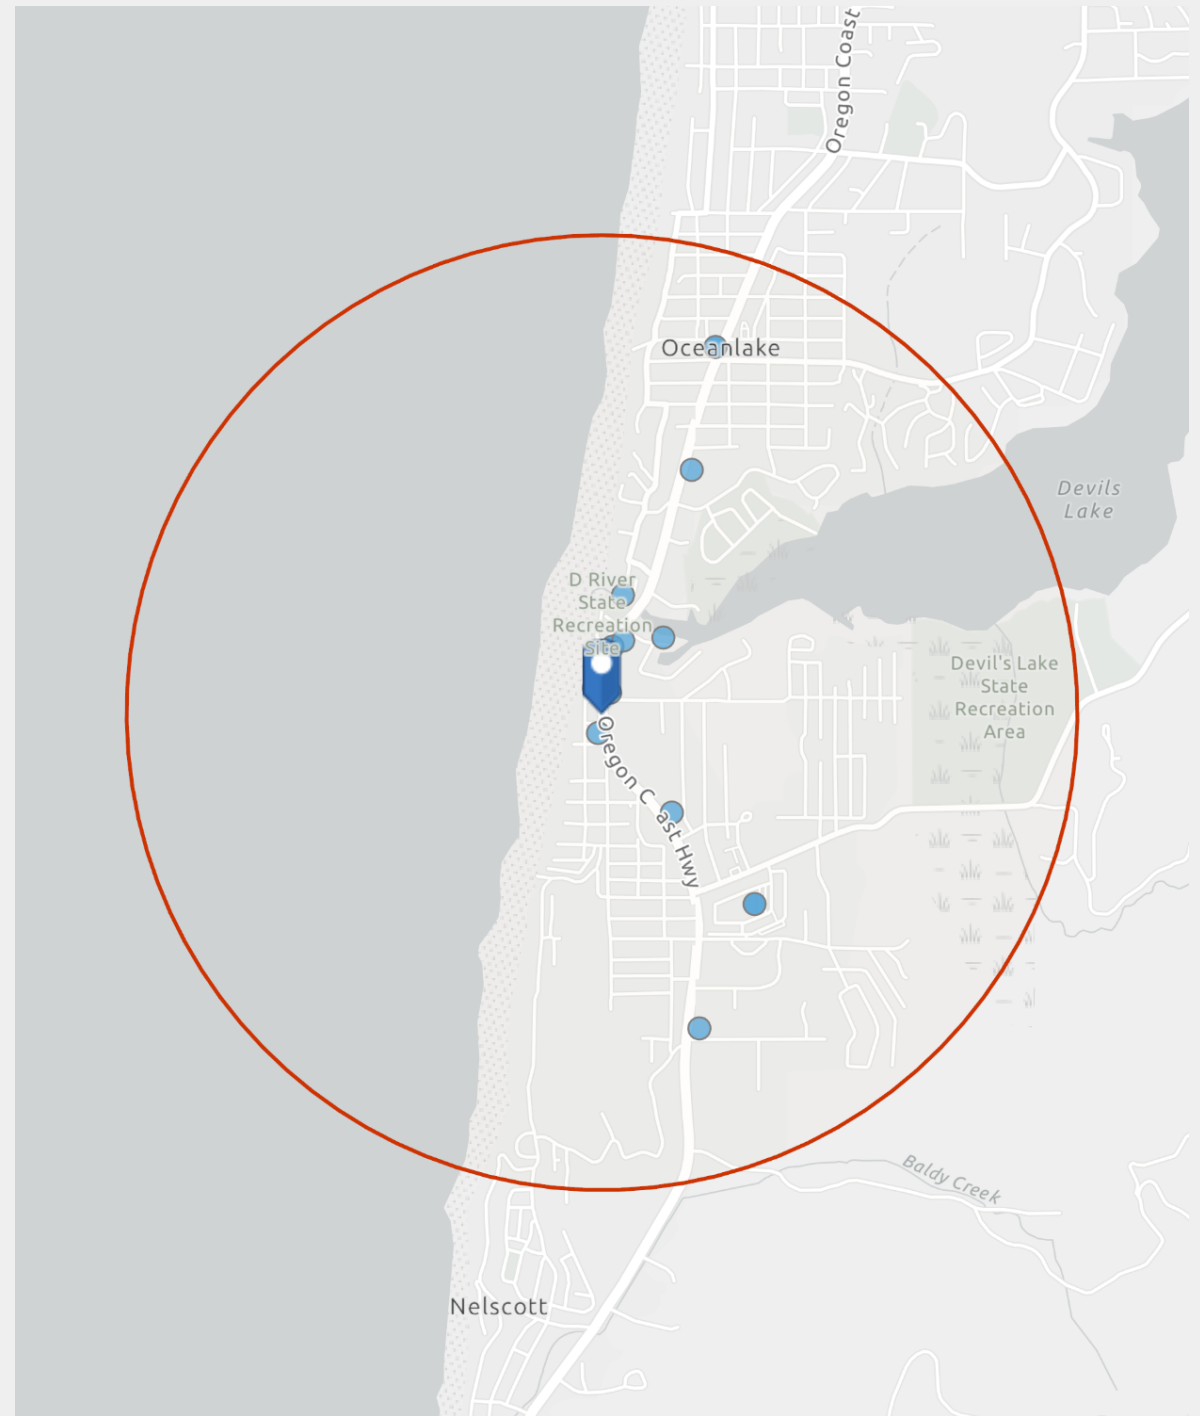 Oregon Coast
Oceanlake
Devils
Lake
D River
State
Recreation
Site
Devil's Lake
State
Recreation
Area
Oregon Coast Hwy
Baldy Creek
Nelscott